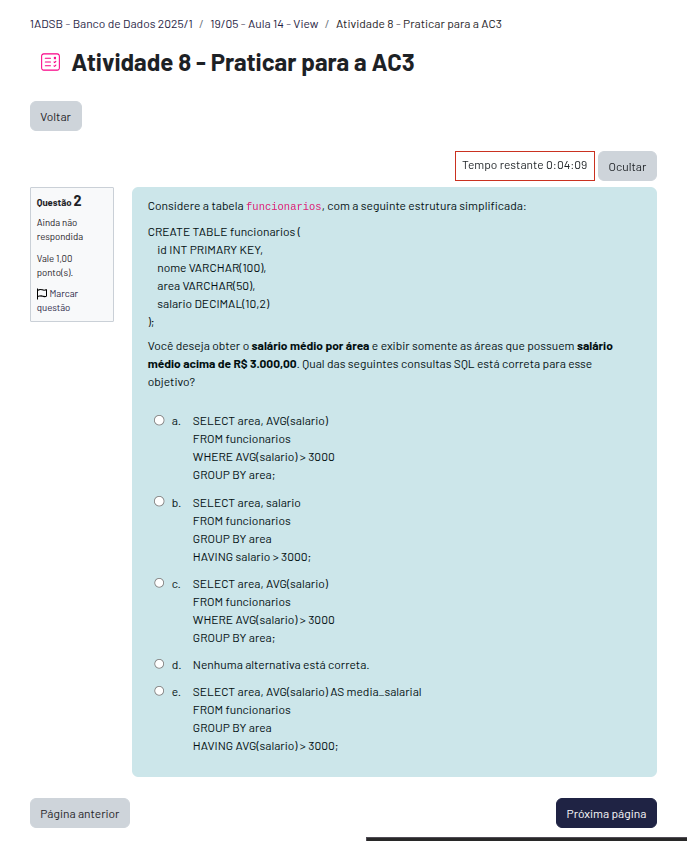 1ADSB - Banco de Dados 2025/1 / 19/05 - Aula 14 - View / Atividade 8 - Praticar para a AC3
Atividade 8 - Praticar para a AC3
Voltar
Tempo restante 0:04:09
Ocultar
Questão 2
Ainda não
respondida
Vale 1,00
ponto(s).
Marcar
questão
Considere a tabela funcionarios, com a seguinte estrutura simplificada:
CREATE TABLE funcionarios (
id INT PRIMARY KEY,
nome VARCHAR(100),
area VARCHAR(50),
salario DECIMAL(10,2)
);
Você deseja obter o salário médio por área e exibir somente as áreas que possuem salário
médio acima de R$ 3.000,00. Qual das seguintes consultas SQL está correta para esse
objetivo?
a. SELECT area, AVG(salario)
FROM funcionarios
WHERE AVG(salario) > 3000
GROUP BY area;
b. SELECT area, salario
FROM funcionarios
GROUP BY area
HAVING salario > 3000;
c. SELECT area, AVG(salario)
FROM funcionarios
WHERE AVG(salario) > 3000
GROUP BY area;
d. Nenhuma alternativa está correta.
e. SELECT area, AVG(salario) AS media_salarial
FROM funcionarios
GROUP BY area
HAVING AVG(salario) > 3000;
Página anterior
Próxima página